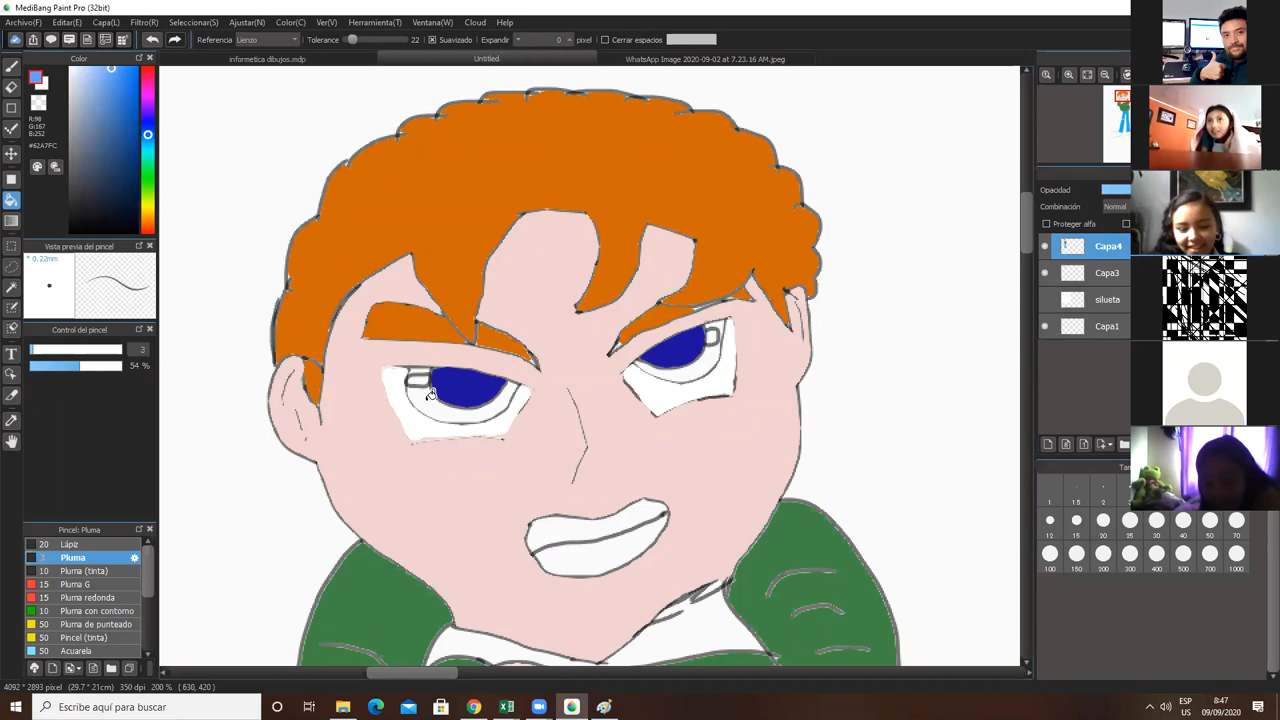 MediBang Paint Pro (32bit)
Archivo(F) Editar(E) Capa(L) Filtro(R) Seleccionar(S) Ajustar(N) Color(C) Ver(V) Herramienta(T) Ventana(W) Cloud Help
Referencia Lienzo Tolerance 22 Suavizado Expandir 0 pixel Cerrar espacios
Color
informetica dibujos.mdp Untitled WhatsApp Image 2020-09-02 at 7.23.16 AM.jpeg
R:98
G:167
B:252
#62A7FC
Opacidad
Combinación Normal
Proteger alfa
Vista previa del pincel
* 0.22mm
Capa4
Capa3
silueta
Capa1
Control del pincel
3
54 %
Pincel: Pluma
20 Lápiz
3 Pluma
10 Pluma (tinta)
15 Pluma G
15 Pluma redonda
10 Pluma con contorno
50 Pluma de punteado
50 Pincel (tinta)
50 Acuarela
1 1.5 2
12 15 20 25 30 40 50 70
100 150 200 300 400 500 700 1000
4092 * 2893 pixel (29.7 * 21cm) 350 dpi 200 % ( 630, 420 )
Escribe aquí para buscar
ESP
US
8:47
09/09/2020